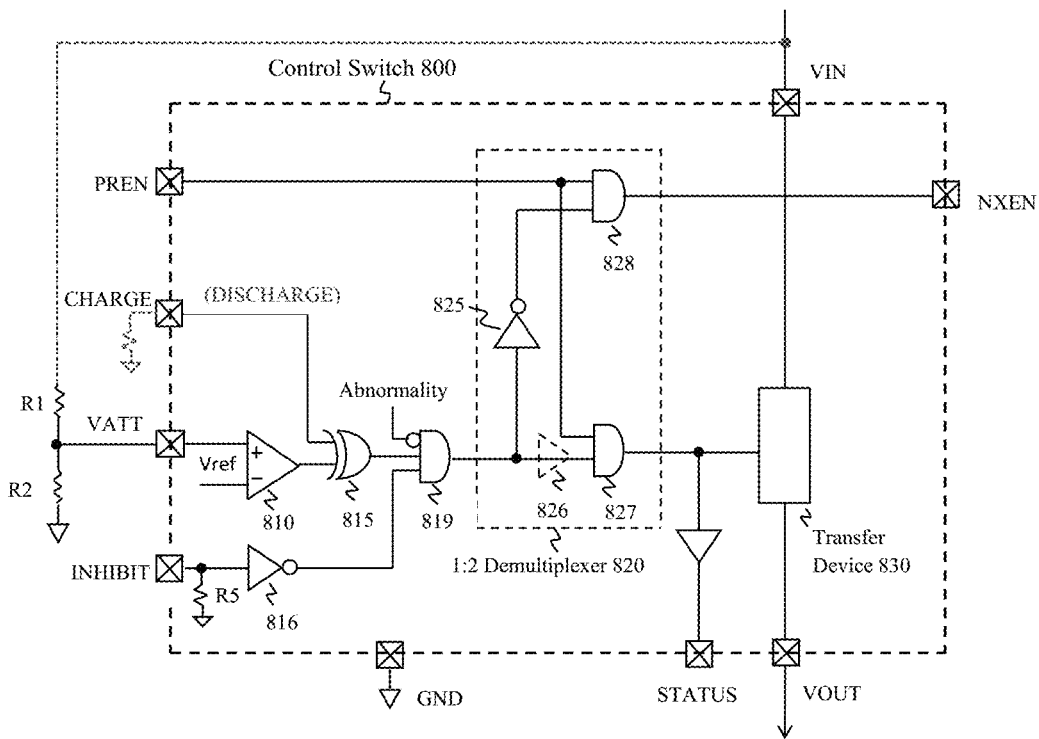 Control Switch 800
VIN
PREN
NXEN
828
CHARGE
(DISCHARGE)
825
Abnormality
R1
VATT
Vref
+
−
R2
810
815
819
826
827
INHIBIT
R5
816
1:2 Demultiplexer 820
Transfer
Device 830
GND
STATUS
VOUT